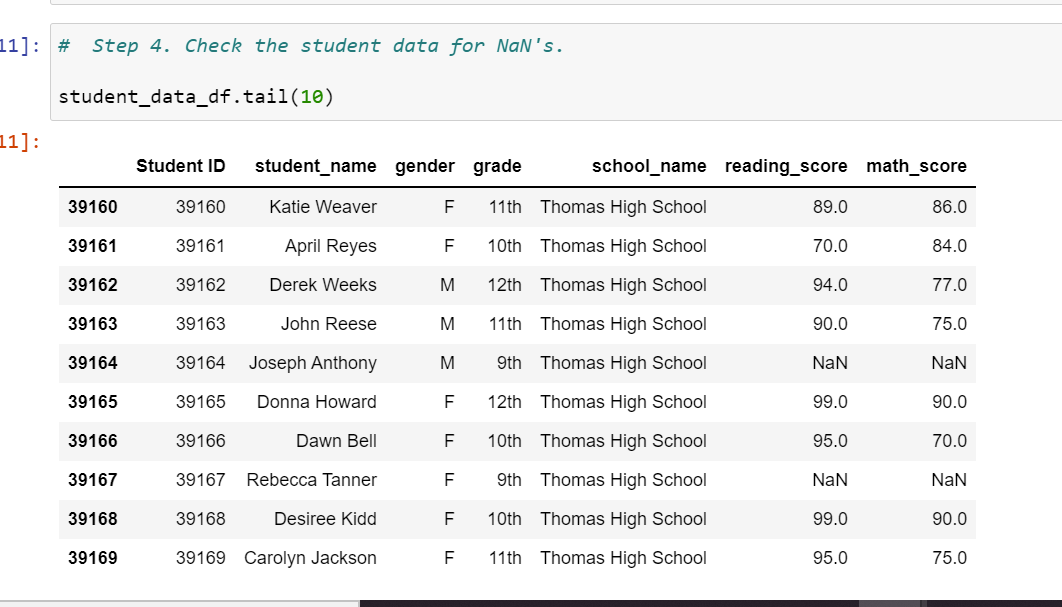 11]: #  Step 4. Check the student data for NaN's.
student_data_df.tail(10)
11]:
Student ID student_name gender grade school_name reading_score math_score
39160 39160 Katie Weaver F 11th Thomas High School 89.0 86.0
39161 39161 April Reyes F 10th Thomas High School 70.0 84.0
39162 39162 Derek Weeks M 12th Thomas High School 94.0 77.0
39163 39163 John Reese M 11th Thomas High School 90.0 75.0
39164 39164 Joseph Anthony M 9th Thomas High School NaN NaN
39165 39165 Donna Howard F 12th Thomas High School 99.0 90.0
39166 39166 Dawn Bell F 10th Thomas High School 95.0 70.0
39167 39167 Rebecca Tanner F 9th Thomas High School NaN NaN
39168 39168 Desiree Kidd F 10th Thomas High School 99.0 90.0
39169 39169 Carolyn Jackson F 11th Thomas High School 95.0 75.0